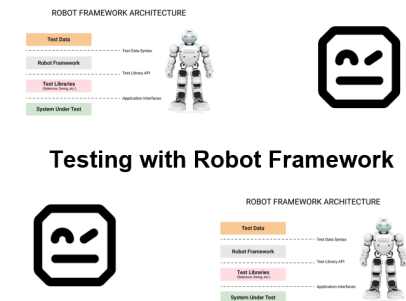 ROBOT FRAMEWORK ARCHITECTURE
Test Data
Test Data Syntax
Robot Framework
Test Library API
Test Libraries
(Selenium, Swing, etc.)
Application Interfaces
System Under Test
Testing with Robot Framework
ROBOT FRAMEWORK ARCHITECTURE
Test Data
Test Data Syntax
Robot Framework
Test Library API
Test Libraries
(Selenium, Swing, etc.)
Application Interfaces
System Under Test